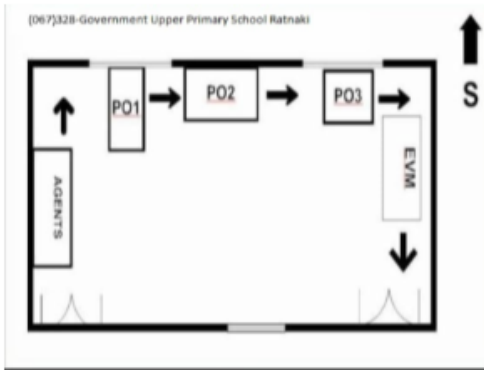 (067)328-Government Upper Primary School Ratnaki
S
PO1
PO2
PO3
EVM
AGENTS